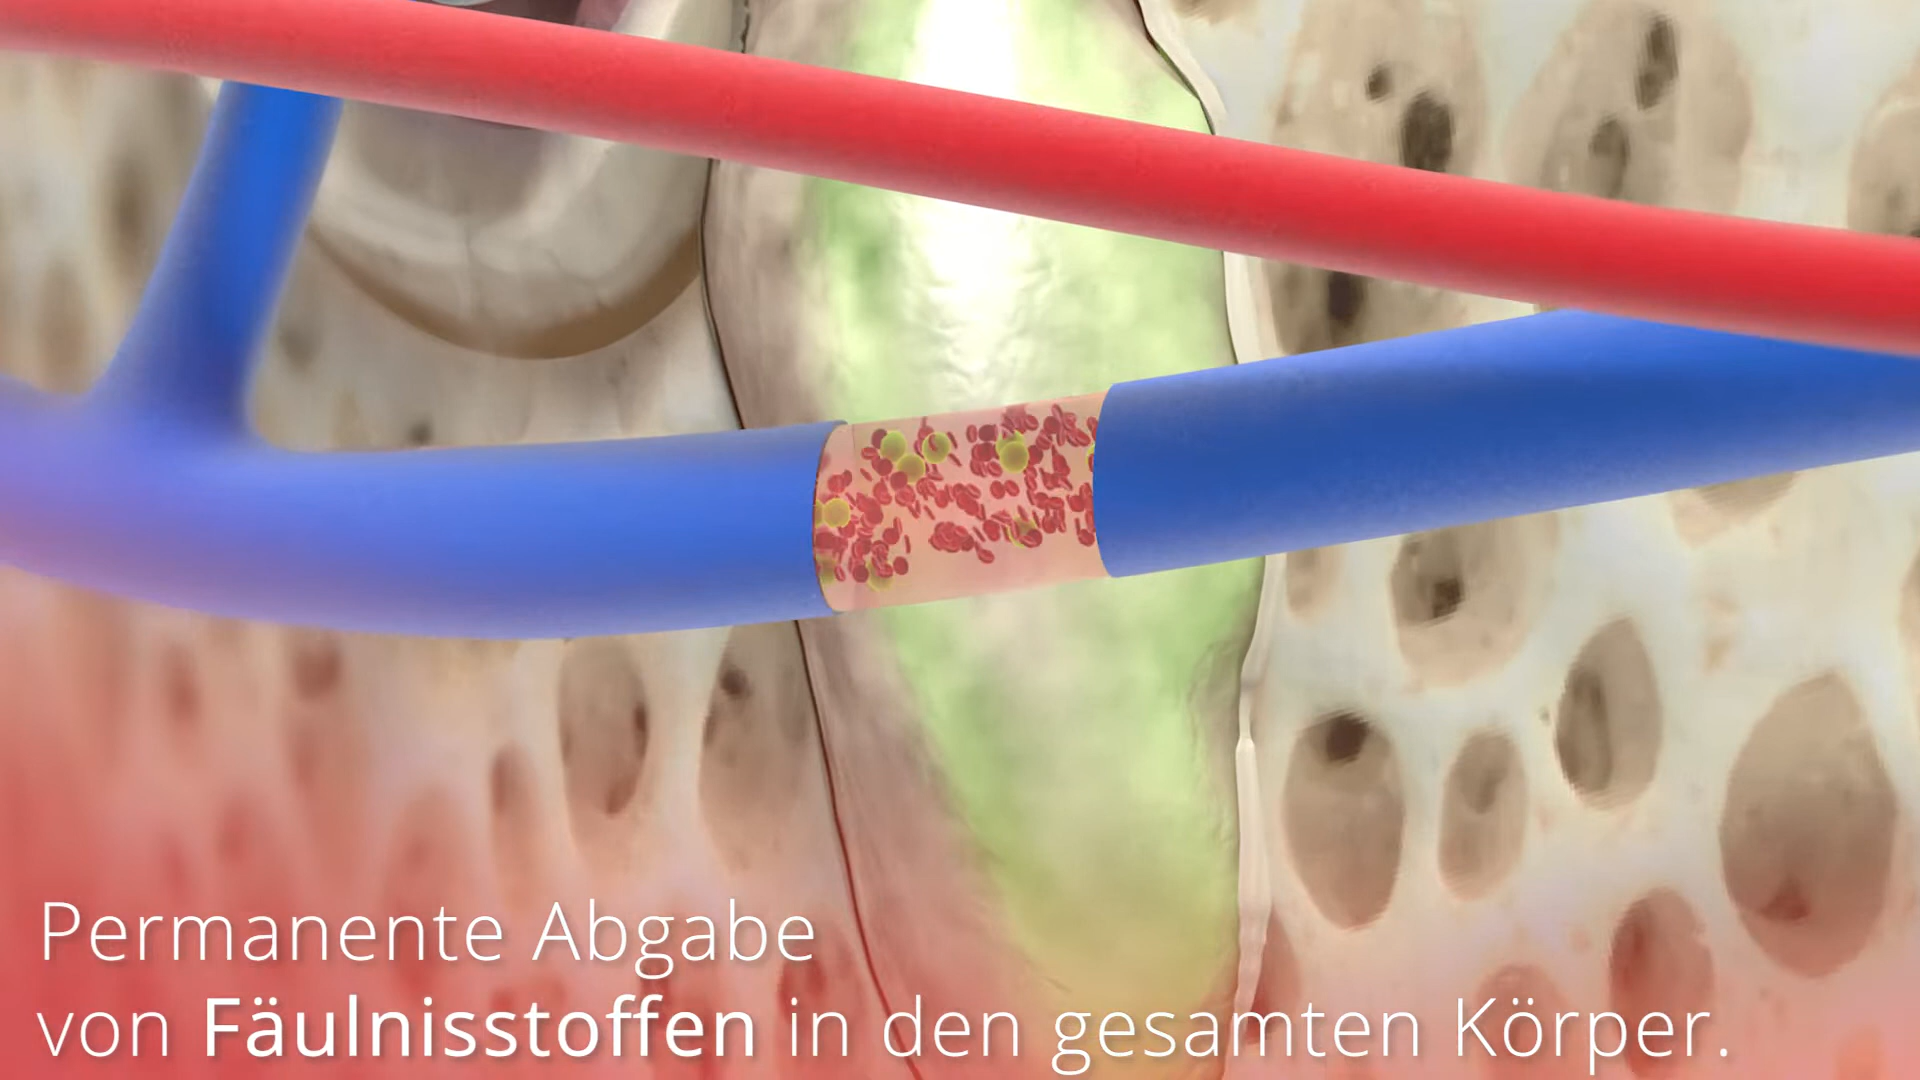 Permanente Abgabe
von Fäulnisstoffen in den gesamten Körper.